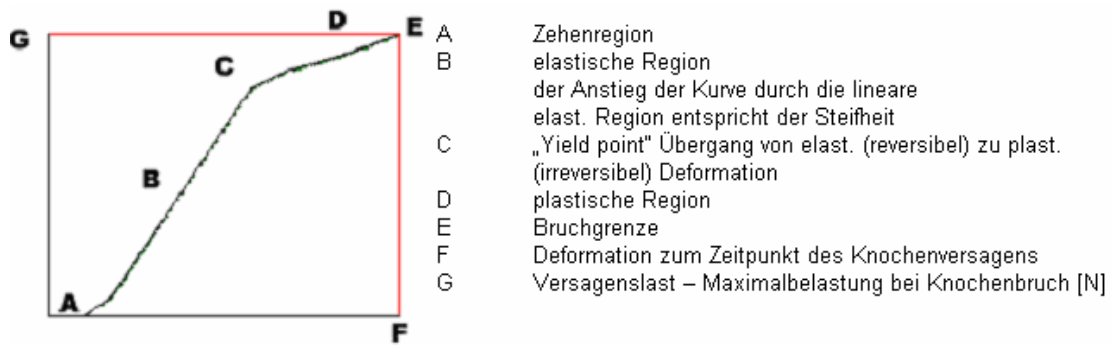 D
G
E
C
B
A
F
A Zehenregion
B elastische Region
der Anstieg der Kurve durch die lineare
elast. Region entspricht der Steifheit
C „Yield point" Übergang von elast. (reversibel) zu plast.
(irreversibel) Deformation
D plastische Region
E Bruchgrenze
F Deformation zum Zeitpunkt des Knochenversagens
G Versagenslast – Maximalbelastung bei Knochenbruch [N]